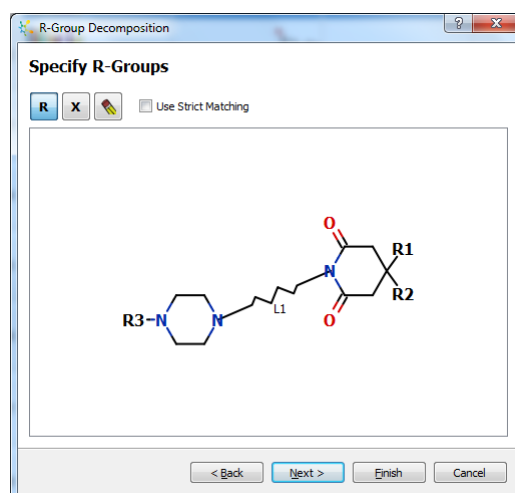 R-Group Decomposition
?
X
Specify R-Groups
R X Use Strict Matching
O
R1
N
R2
L1
R3-N N
O
< Back Next > Finish Cancel